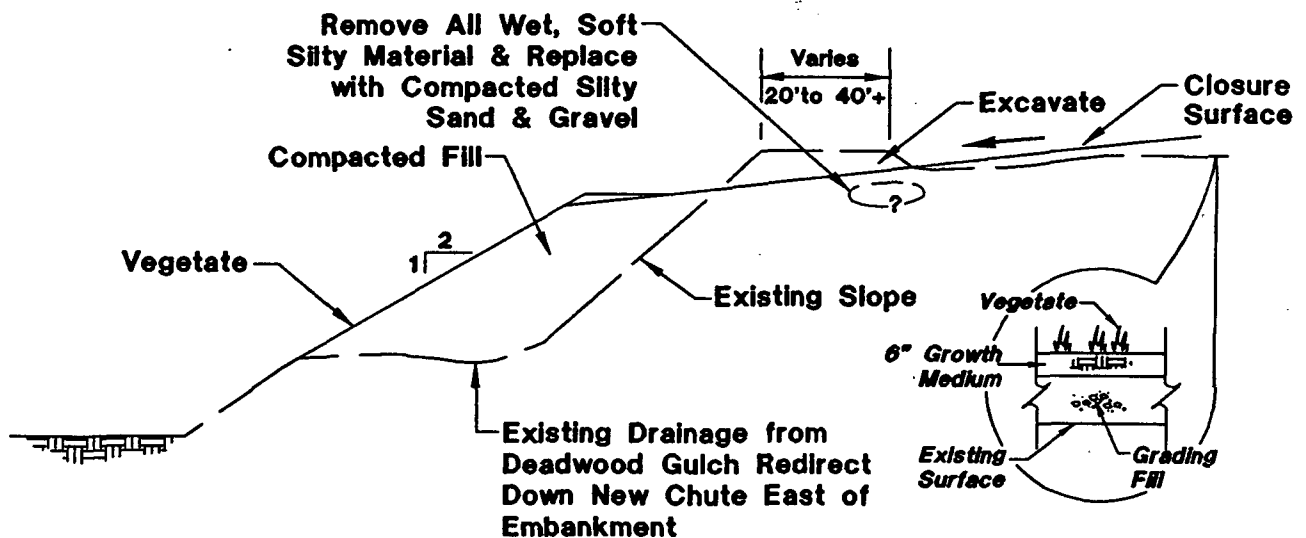 Remove All Wet, Soft
Silty Material & Replace
with Compacted Silty
Sand & Gravel
Varies
20'to 40'+
Excavate
Closure
Surface
Compacted Fill
?
2
1
Vegetate
Existing Slope
Vegetate
6" Growth
Medium
Existing
Surface
Grading
Fill
Existing Drainage from
Deadwood Gulch Redirect
Down New Chute East of
Embankment